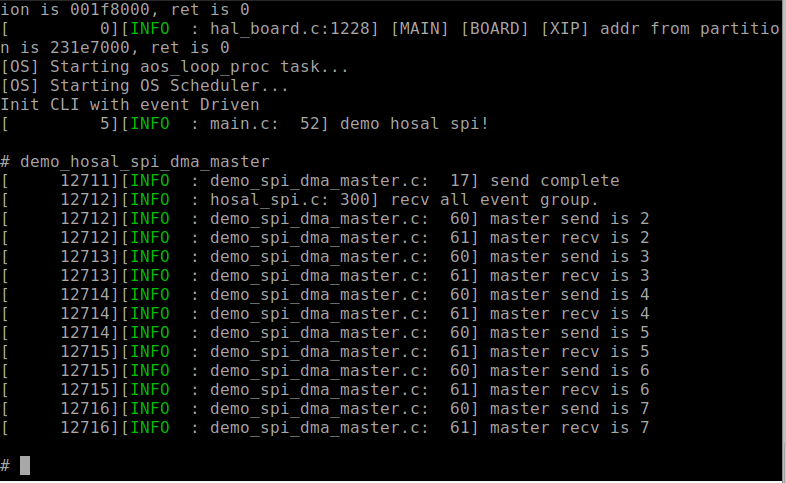 ion is 001f8000, ret is 0
[         0][INFO  : hal_board.c:1228] [MAIN] [BOARD] [XIP] addr from partitio
n is 231e7000, ret is 0
[OS] Starting aos_loop_proc task...
[OS] Starting OS Scheduler...
Init CLI with event Driven
[         5][INFO  : main.c:  52] demo hosal spi!
# demo_hosal_spi_dma_master
[     12711][INFO  : demo_spi_dma_master.c:  17] send complete
[     12712][INFO  : hosal_spi.c: 300] recv all event group.
[     12712][INFO  : demo_spi_dma_master.c:  60] master send is 2
[     12712][INFO  : demo_spi_dma_master.c:  61] master recv is 2
[     12713][INFO  : demo_spi_dma_master.c:  60] master send is 3
[     12713][INFO  : demo_spi_dma_master.c:  61] master recv is 3
[     12714][INFO  : demo_spi_dma_master.c:  60] master send is 4
[     12714][INFO  : demo_spi_dma_master.c:  61] master recv is 4
[     12714][INFO  : demo_spi_dma_master.c:  60] master send is 5
[     12715][INFO  : demo_spi_dma_master.c:  61] master recv is 5
[     12715][INFO  : demo_spi_dma_master.c:  60] master send is 6
[     12715][INFO  : demo_spi_dma_master.c:  61] master recv is 6
[     12716][INFO  : demo_spi_dma_master.c:  60] master send is 7
[     12716][INFO  : demo_spi_dma_master.c:  61] master recv is 7
#